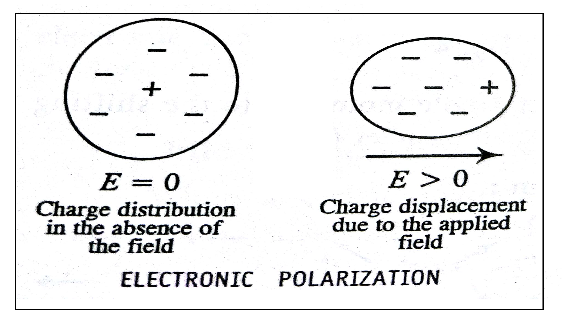 E = 0
Charge distribution
in the absence of
the field
E > 0
Charge displacement
due to the applied
field
ELECTRONIC POLARIZATION